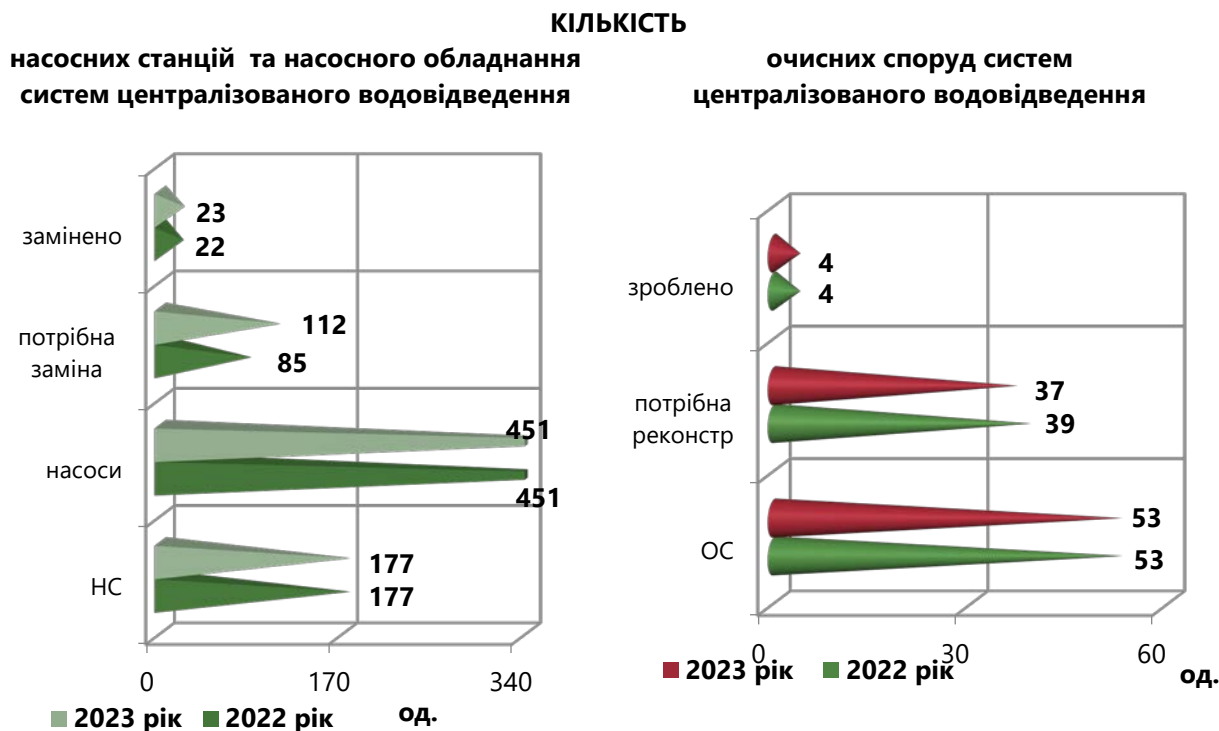 КІЛЬКІСТЬ
насосних станцій та насосного обладнання
систем централізованого водовідведення
замінено
23
22
потрібна
заміна
112
85
насоси
451
451
НС
177
177
0 170 340
од.
2023 рік 2022 рік
очисних споруд систем
централізованого водовідведення
зроблено
4
4
потрібна
реконстр
37
39
ОС
53
53
0 30 60
2023 рік 2022 рік
од.